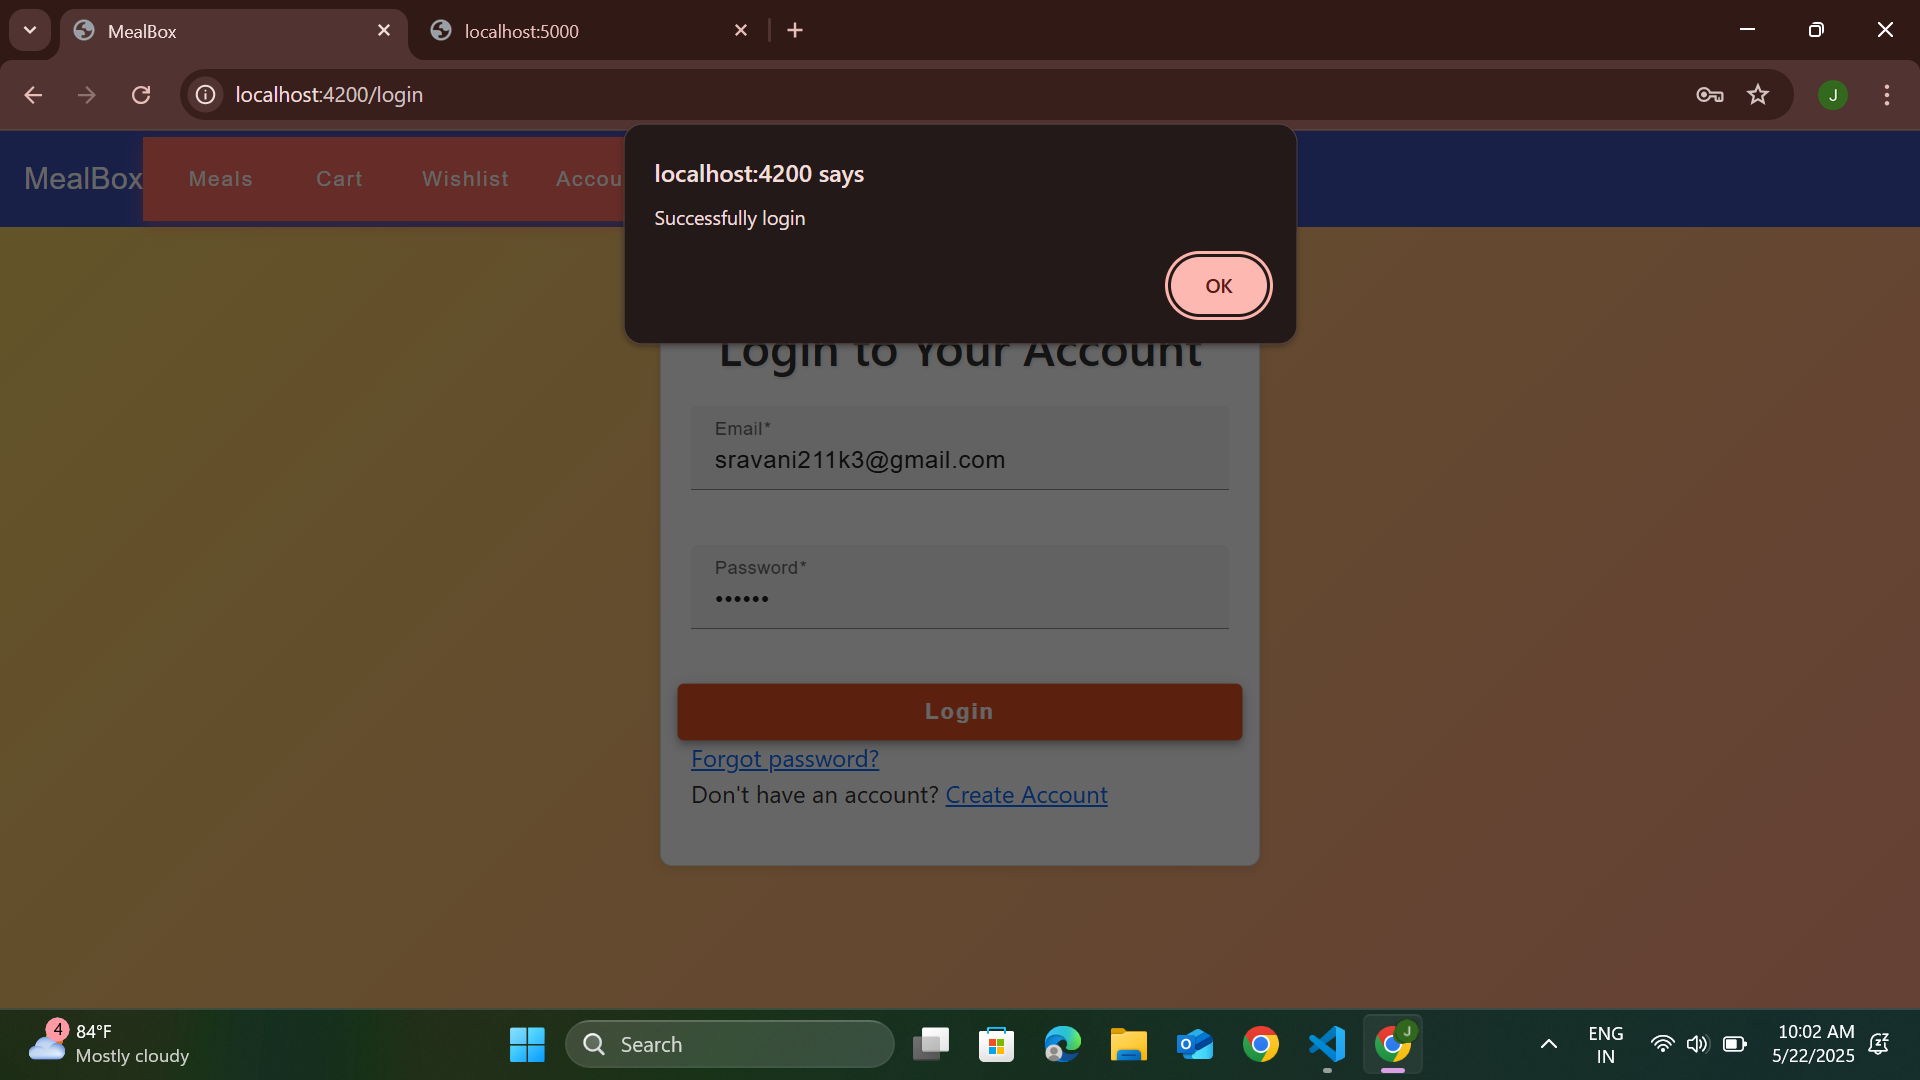 MealBox
localhost:5000
localhost:4200/login
J
MealBox
Meals
Cart
Wishlist
Accou
localhost:4200 says
Successfully login
OK
Login to Your Account
Email*
sravani211k3@gmail.com
Password*
••••••
Login
Forgot password?
Don't have an account? Create Account
4
84°F
Mostly cloudy
Search
J
ENG
IN
10:02 AM
5/22/2025